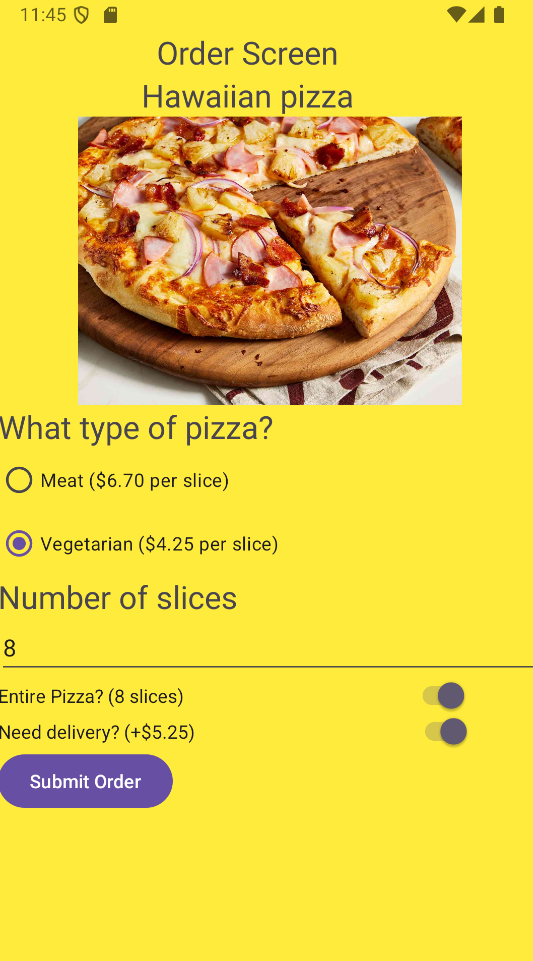 11:45
Order Screen
Hawaiian pizza
What type of pizza?
Meat ($6.70 per slice)
Vegetarian ($4.25 per slice)
Number of slices
8
Entire Pizza? (8 slices)
Need delivery? (+$5.25)
Submit Order